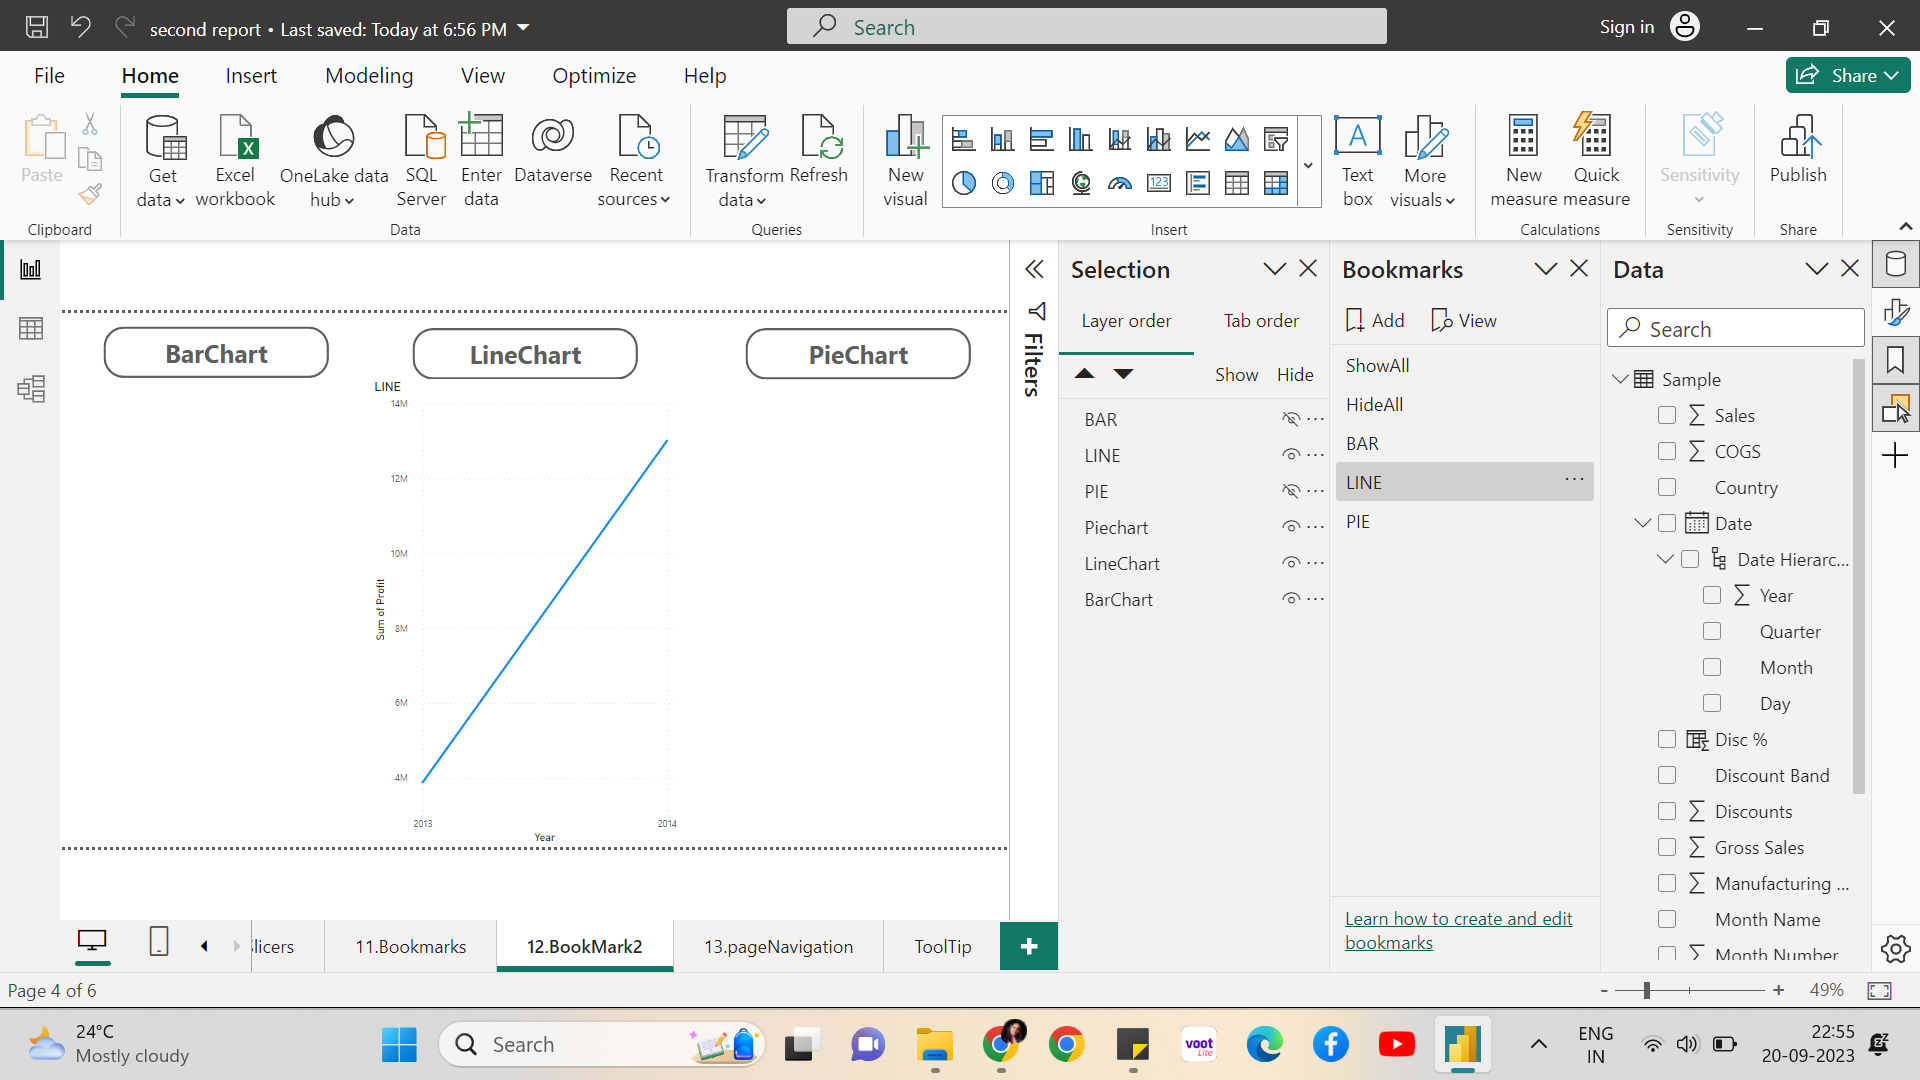 second report • Last saved: Today at 6:56 PM
Search
Sign in
File
Home
Insert
Modeling
View
Optimize
Help
Share
Paste
Get data
Excel workbook
OneLake data hub
SQL Server
Enter data
Dataverse
Recent sources
Transform data
Refresh
New visual
123
A
Text box
More visuals
New measure
Quick measure
Sensitivity
Publish
Clipboard
Data
Queries
Insert
Calculations
Sensitivity
Share
BarChart
LineChart
PieChart
LINE
14M
12M
10M
8M
6M
4M
Sum of Profit
2013
2014
Year
Filters
Selection
Layer order
Tab order
Show
Hide
BAR
LINE
PIE
Piechart
LineChart
BarChart
Bookmarks
Add
View
ShowAll
HideAll
BAR
LINE
PIE
Learn how to create and edit
bookmarks
Data
Search
Sample
Sales
COGS
Country
Date
Date Hierarc...
Year
Quarter
Month
Day
Disc %
Discount Band
Discounts
Gross Sales
Manufacturing ...
Month Name
Month Number
licers
11.Bookmarks
12.BookMark2
13.pageNavigation
ToolTip
Page 4 of 6
- +
49%
24°C
Mostly cloudy
Search
voot
Lite
ENG
IN
22:55
20-09-2023